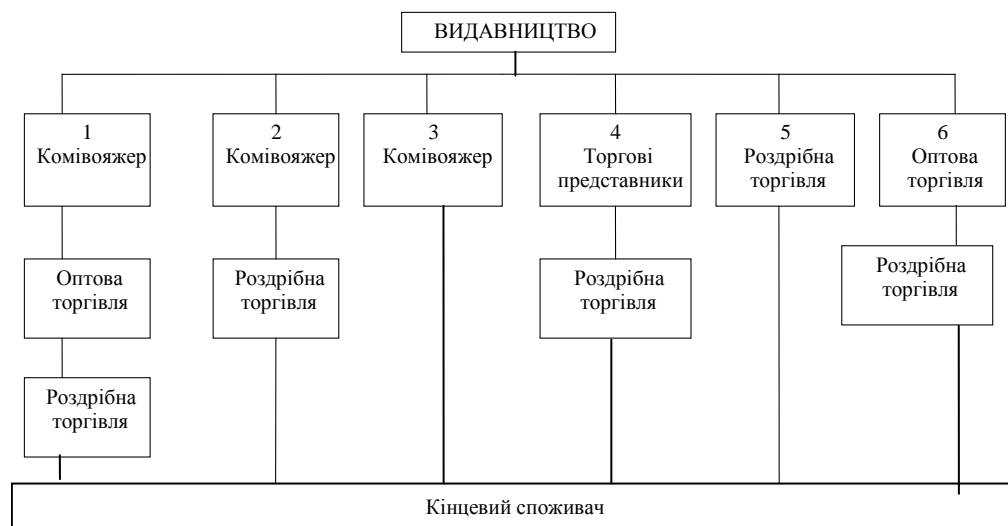 ВИДАВНИЦТВО
1
Комівояжер
2
Комівояжер
3
Комівояжер
4
Торгові
представники
5
Роздрібна
торгівля
6
Оптова
торгівля
Оптова
торгівля
Роздрібна
торгівля
Роздрібна
торгівля
Роздрібна
торгівля
Роздрібна
торгівля
Кінцевий споживач